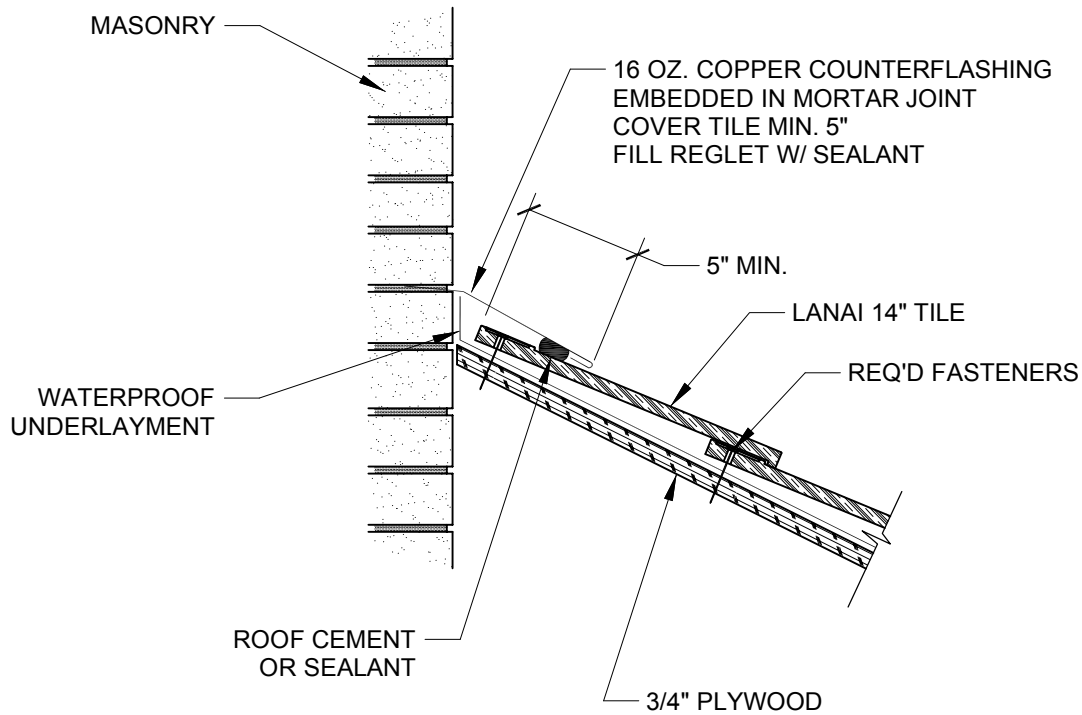 MASONRY
16 OZ. COPPER COUNTERFLASHING
EMBEDDED IN MORTAR JOINT
COVER TILE MIN. 5"
FILL REGLET W/ SEALANT
5" MIN.
LANAI 14" TILE
REQ'D FASTENERS
WATERPROOF
UNDERLAYMENT
ROOF CEMENT
OR SEALANT
3/4" PLYWOOD